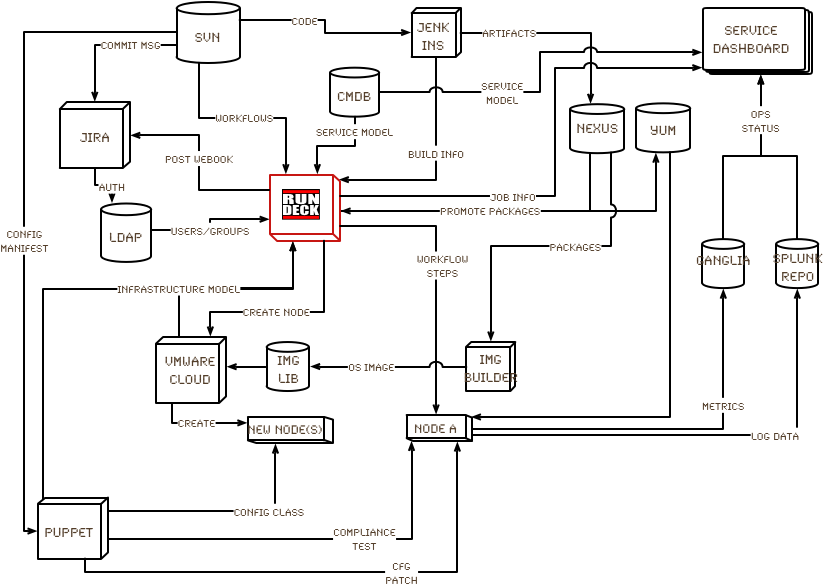 SVN
CODE
JENK
INS
ARTIFACTS
SERVICE
DASHBOARD
COMMIT MSG
CMDB
SERVICE
MODEL
NEXUS
YUM
OPS
STATUS
WORKFLOWS
SERVICE MODEL
JIRA
POST WEBOOK
BUILD INFO
AUTH
RUN
DECK
JOB INFO
PROMOTE PACKAGES
LDAP
USERS/GROUPS
CONFIG
MANIFEST
PACKAGES
WORKFLOW
STEPS
GANGLIA
SPLUNK
REPO
INFRASTRUCTURE MODEL
CREATE NODE
VMWARE
CLOUD
IMG
LIB
OS IMAGE
IMG
BUILDER
METRICS
CREATE
NEW NODE(S)
NODE A
LOG DATA
CONFIG CLASS
PUPPET
COMPLIANCE
TEST
CFG
PATCH